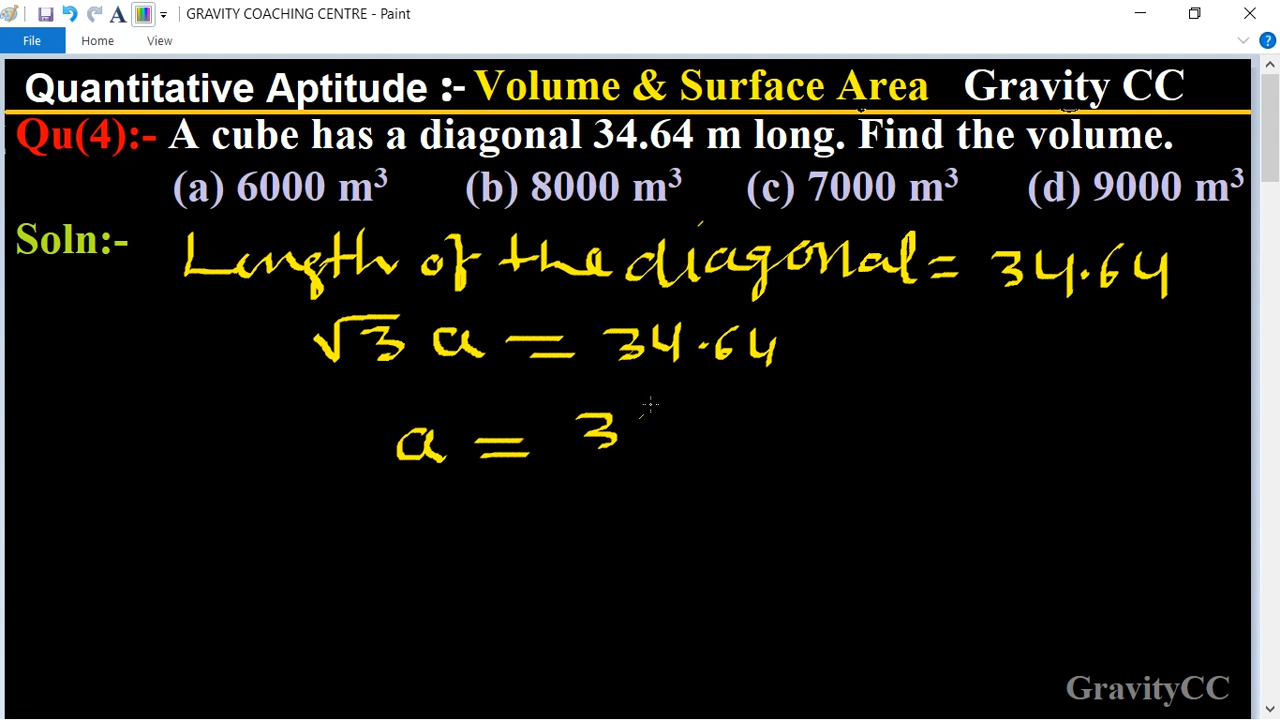 GRAVITY COACHING CENTRE - Paint
File Home View
Quantitative Aptitude :- Volume & Surface Area Gravity CC
Qu(4):- A cube has a diagonal 34.64 m long. Find the volume.
(a) 6000 m³ (b) 8000 m³ (c) 7000 m³ (d) 9000 m³
Soln:- Length of the diagonal = 34.64
√3 a = 34.64
a = 3
GravityCC